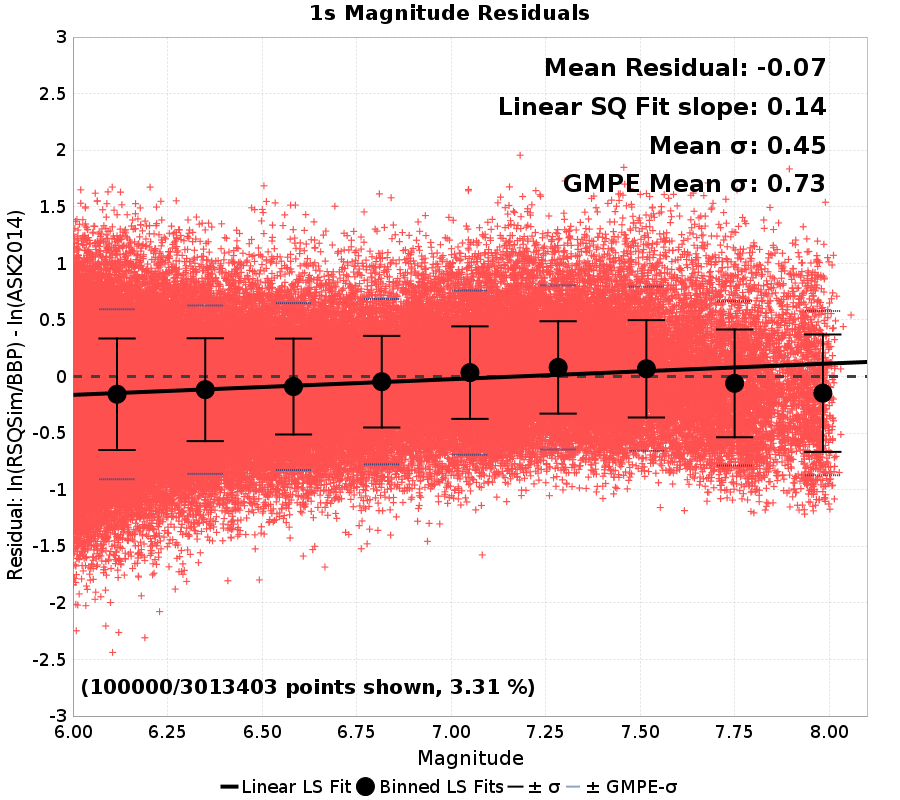 1s Magnitude Residuals
Mean Residual: -0.07
Linear SQ Fit slope: 0.14
Mean σ: 0.45
GMPE Mean σ: 0.73
Residual: ln(RSQSim/BBP) - ln(ASK2014)
3
2.5
2
1.5
1
0.5
0
-0.5
-1
-1.5
-2
-2.5
-3
(100000/3013403 points shown, 3.31 %)
6.00 6.25 6.50 6.75 7.00 7.25 7.50 7.75 8.00
Magnitude
Linear LS Fit Binned LS Fits ± σ ± GMPE-σ